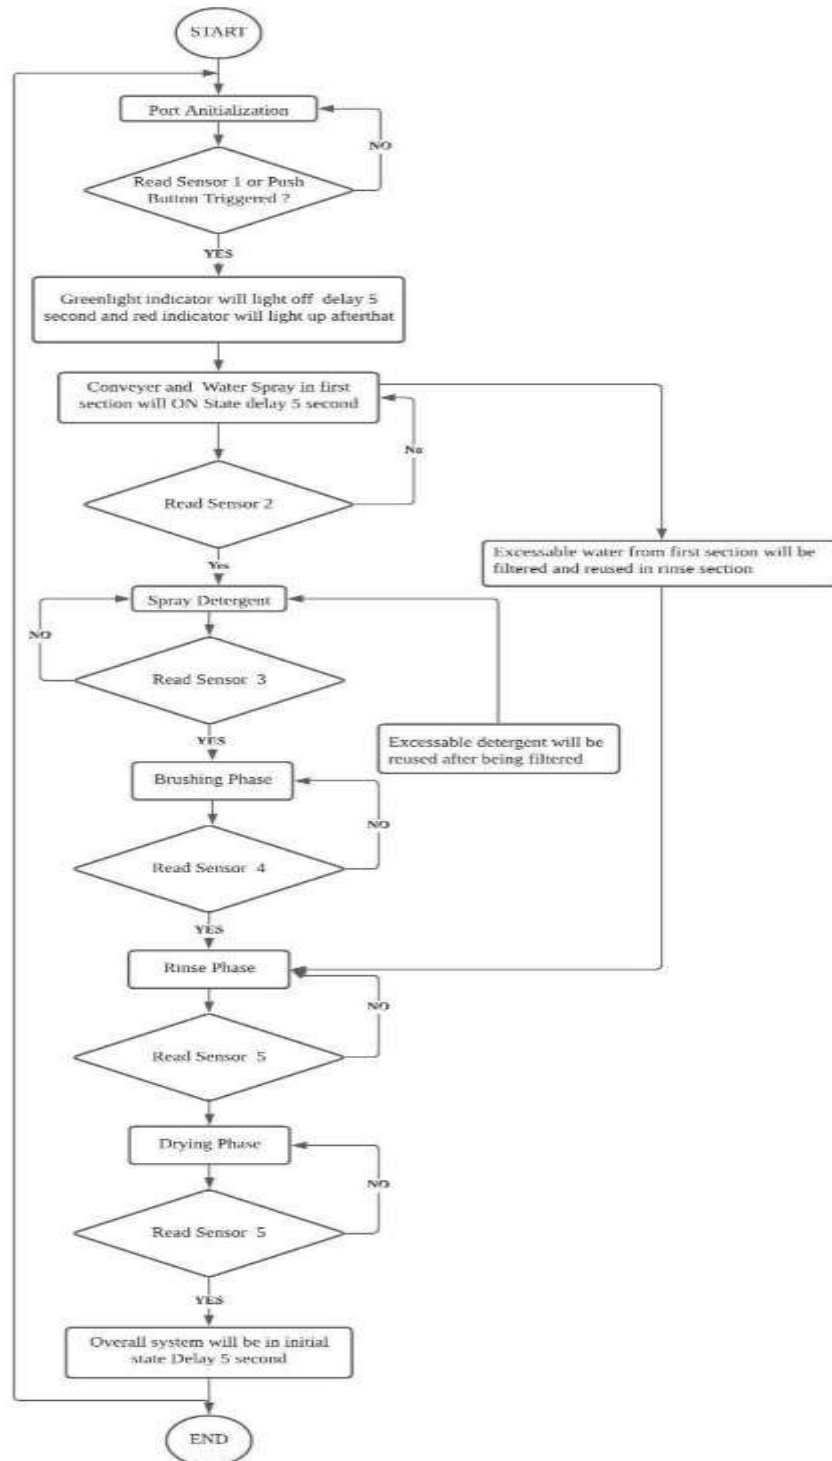 START
Port Anitialization
NO
Read Sensor 1 or Push
Button Triggered ?
YES
Greenlight indicator will light off delay 5
second and red indicator will light up afterthat
Conveyer and Water Spray in first
section will ON State delay 5 second
No
Read Sensor 2
Excessable water from first section will be
filtered and reused in rinse section
Yes
Spray Detergent
NO
Read Sensor 3
YES
Excessable detergent will be
reused after being filtered
Brushing Phase
NO
Read Sensor 4
YES
Rinse Phase
NO
Read Sensor 5
Drying Phase
NO
Read Sensor 5
YES
Overall system will be in initial
state Delay 5 second
END